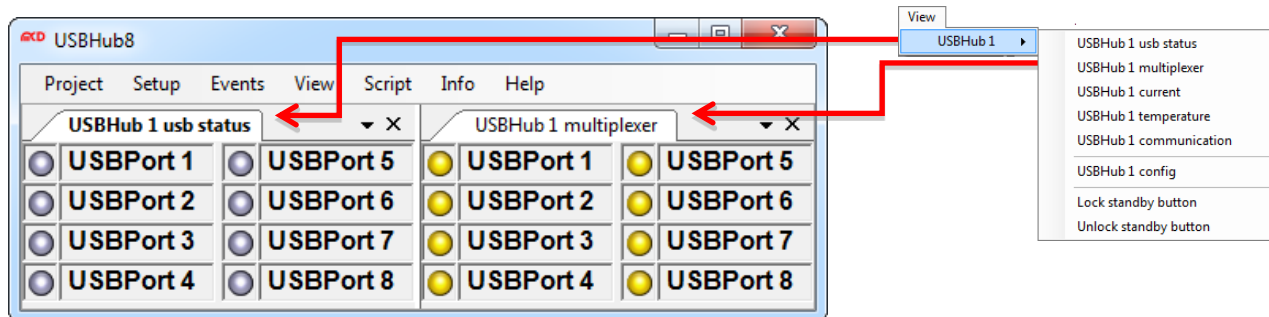 USBHub8
Project Setup Events View Script Info Help
USBHub 1 usb status
USBPort 1 USBPort 5
USBPort 2 USBPort 6
USBPort 3 USBPort 7
USBPort 4 USBPort 8
USBHub 1 multiplexer
USBPort 1 USBPort 5
USBPort 2 USBPort 6
USBPort 3 USBPort 7
USBPort 4 USBPort 8
View
USBHub 1
USBHub 1 usb status
USBHub 1 multiplexer
USBHub 1 current
USBHub 1 temperature
USBHub 1 communication
USBHub 1 config
Lock standby button
Unlock standby button